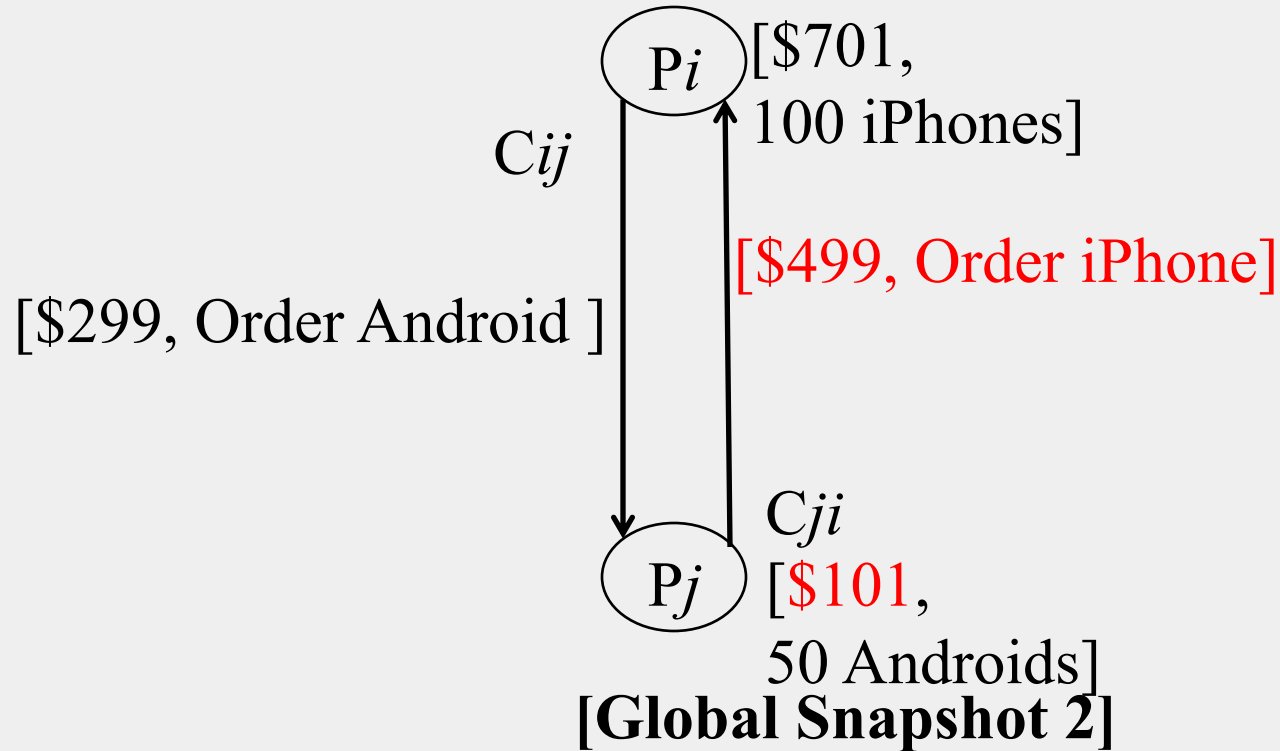 Pi
[$701,
100 iPhones]
Cij
[$499, Order iPhone]
[$299, Order Android ]
Cji
Pj
[$101,
50 Androids]
[Global Snapshot 2]